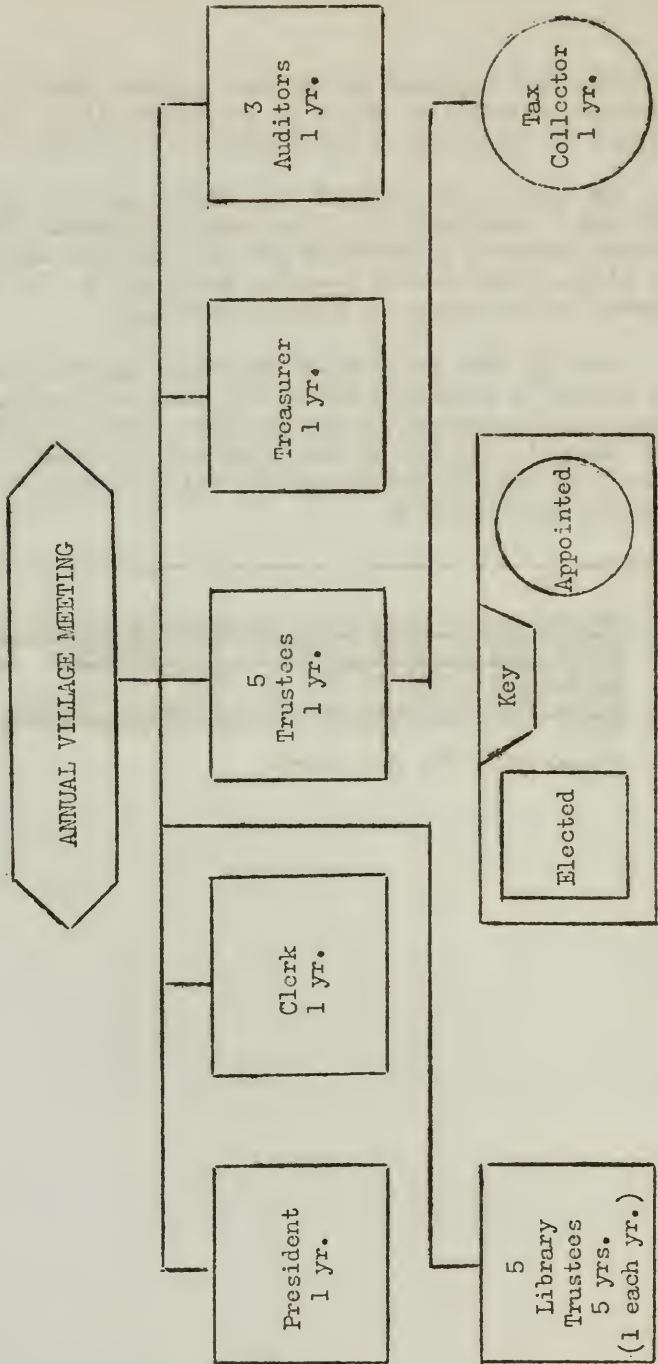 ANNUAL VILLAGE MEETING
President
1 yr.
Clerk
1 yr.
5
Trustees
1 yr.
Treasurer
1 yr.
3
Auditors
1 yr.
5
Library
Trustees
5 yrs.
(1 each yr.)
Elected
Key
Appointed
Tax
Collector
1 yr.